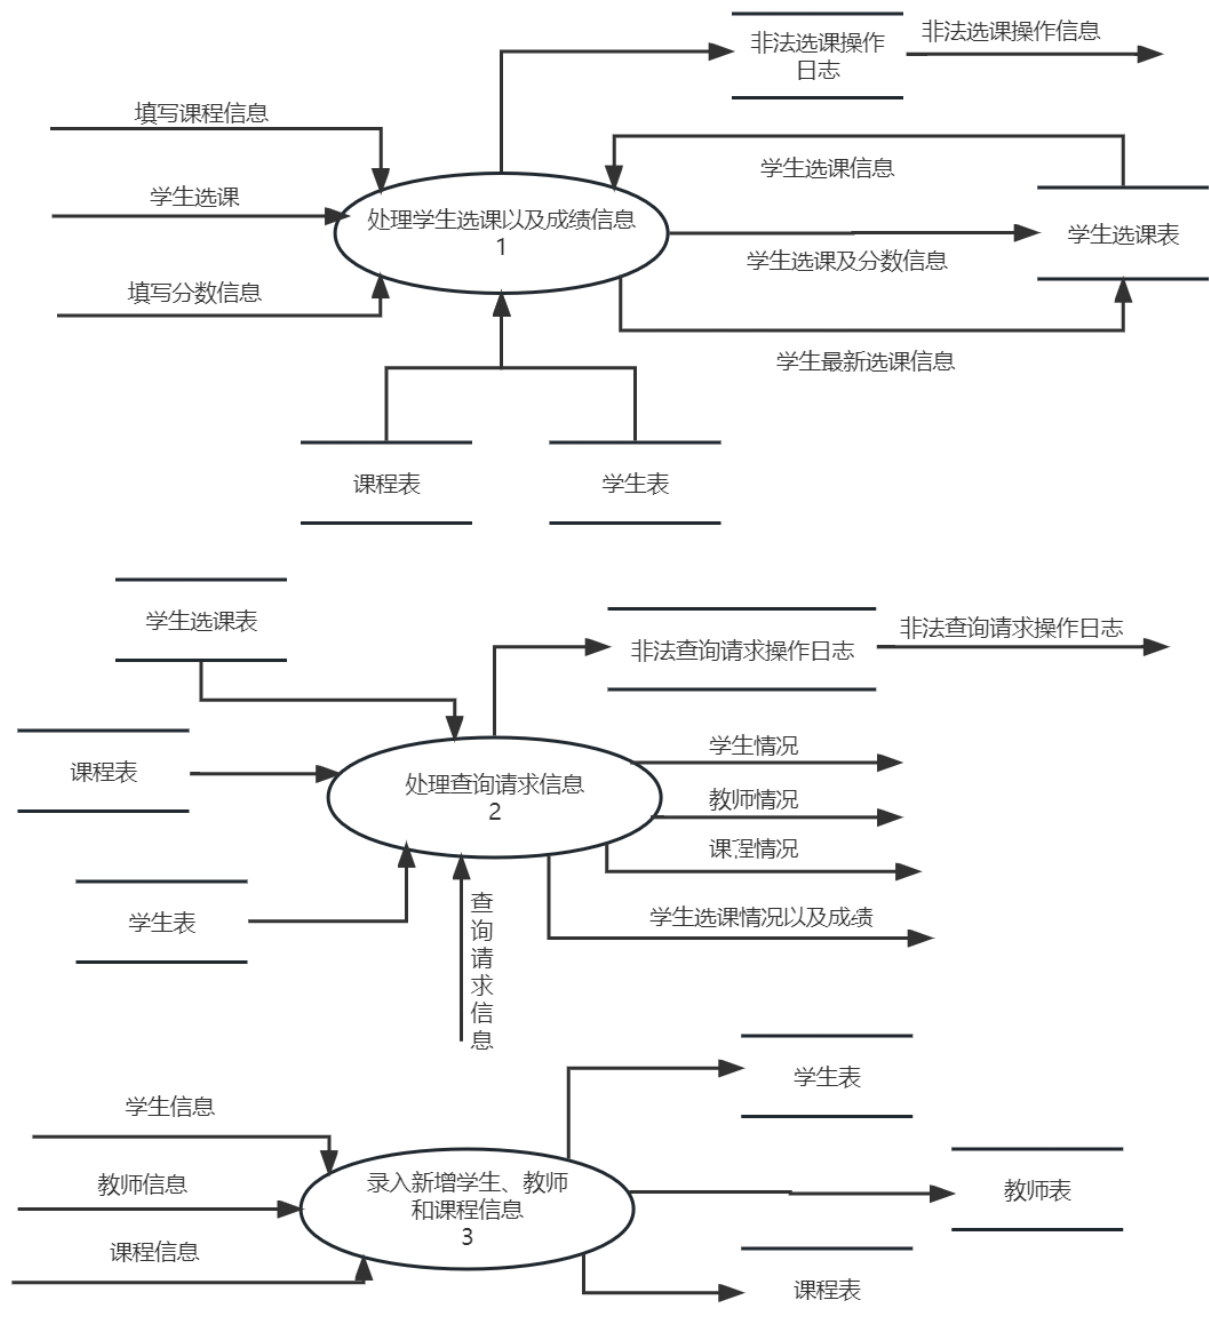 非法选课操作
日志
非法选课操作信息
填写课程信息
学生选课信息
学生选课
处理学生选课以及成绩信息
1
学生选课表
学生选课及分数信息
填写分数信息
学生最新选课信息
课程表
学生表
学生选课表
非法查询请求操作日志
非法查询请求操作日志
课程表
处理查询请求信息
2
学生情况
教师情况
课程情况
学生选课情况以及成绩
学生表
查询请求信息
学生信息
教师信息
课程信息
录入新增学生、教师
和课程信息
3
学生表
教师表
课程表